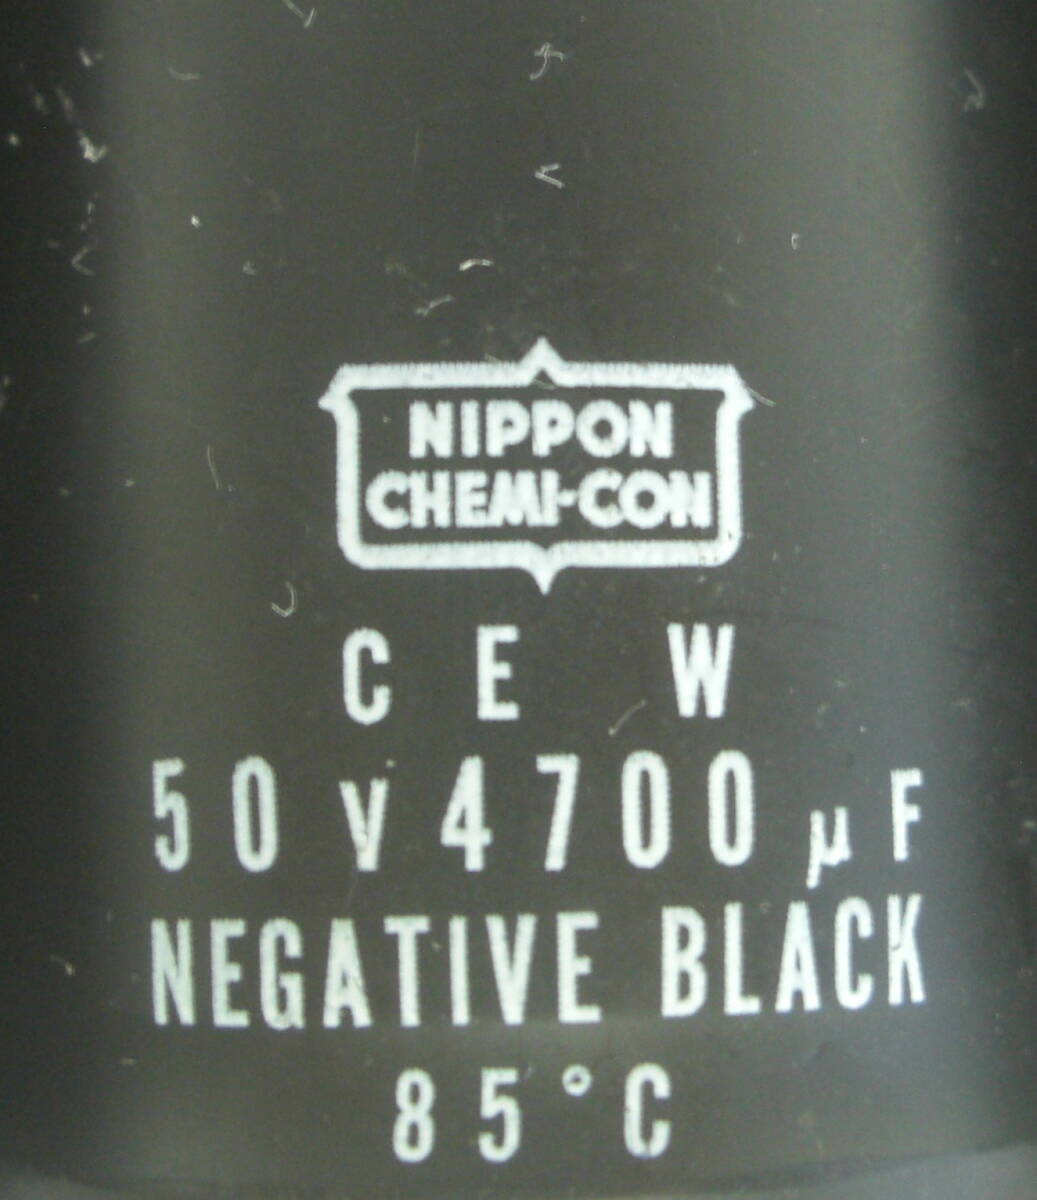 NIPPON
CHEMI-CON
C E W
50 V 4700 μF
NEGATIVE BLACK
85°C